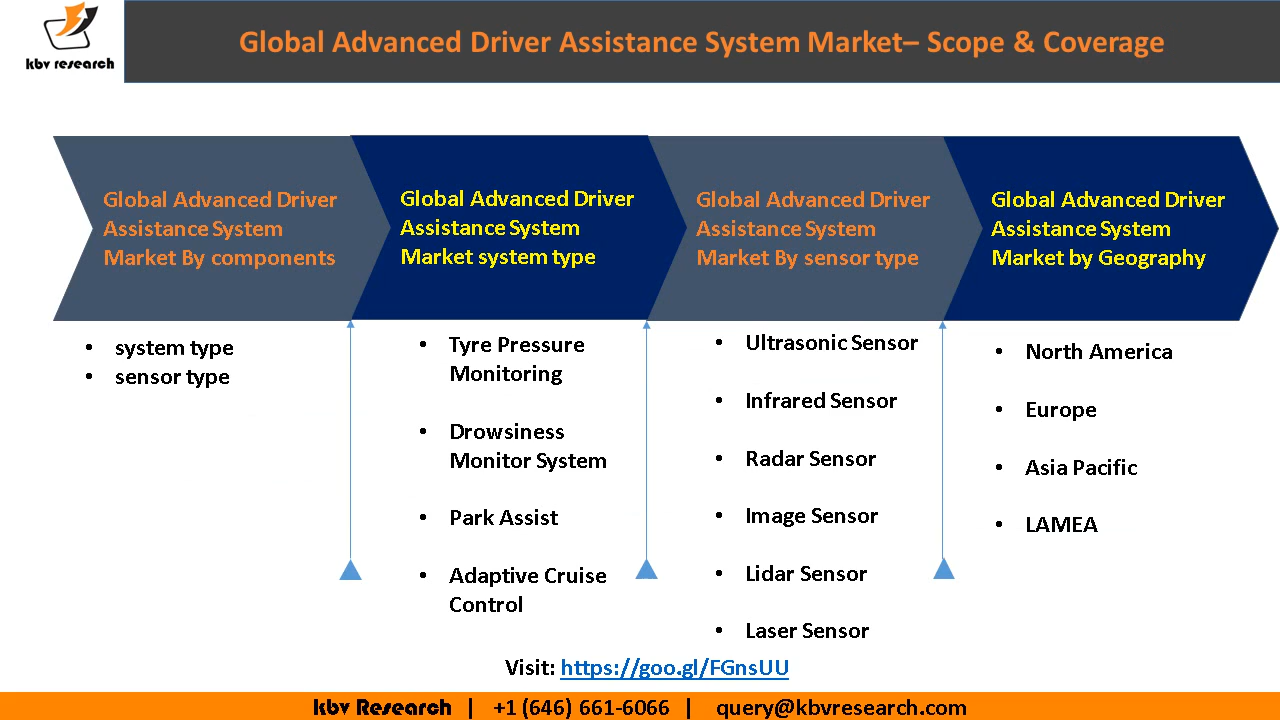 kbv research
Global Advanced Driver Assistance System Market– Scope & Coverage
Global Advanced Driver
Assistance System
Market By components
• system type
• sensor type
Global Advanced Driver
Assistance System
Market system type
• Tyre Pressure
Monitoring
• Drowsiness
Monitor System
• Park Assist
• Adaptive Cruise
Control
Global Advanced Driver
Assistance System
Market By sensor type
• Ultrasonic Sensor
• Infrared Sensor
• Radar Sensor
• Image Sensor
• Lidar Sensor
• Laser Sensor
Global Advanced Driver
Assistance System
Market by Geography
• North America
• Europe
• Asia Pacific
• LAMEA
Visit: https://goo.gl/FGnsUU
kbv Research | +1 (646) 661-6066 | query@kbvresearch.com